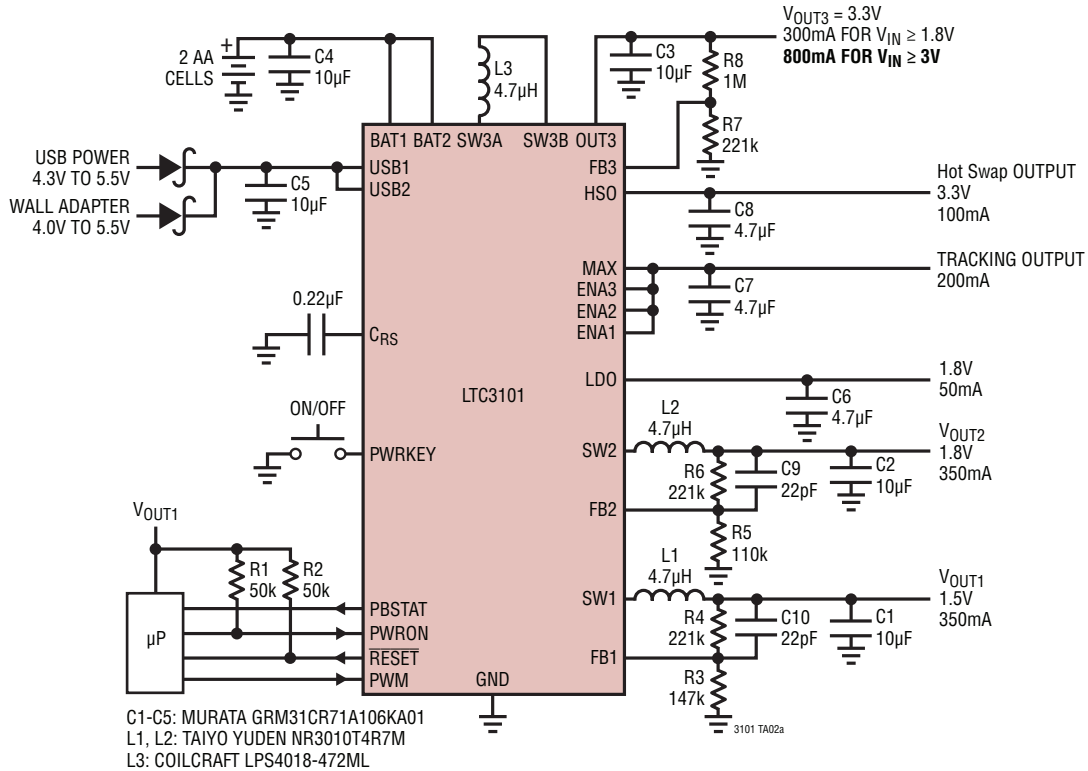 VOUT3 = 3.3V
300mA FOR VIN ≥ 1.8V
800mA FOR VIN ≥ 3V
2 AA
CELLS
+
C4
10µF
L3
4.7µH
C3
10µF
R8
1M
R7
221k
BAT1 BAT2 SW3A SW3B OUT3
USB POWER
4.3V TO 5.5V
WALL ADAPTER
4.0V TO 5.5V
C5
10µF
USB1
USB2
FB3
HSO
Hot Swap OUTPUT
3.3V
100mA
C8
4.7µF
MAX
ENA3
ENA2
ENA1
TRACKING OUTPUT
200mA
C7
4.7µF
0.22µF
CRS
LTC3101
LDO
1.8V
50mA
C6
4.7µF
ON/OFF
PWRKEY
SW2
L2
4.7µH
VOUT2
1.8V
350mA
R6
221k
C9
22pF
C2
10µF
FB2
R5
110k
VOUT1
R1
50k
R2
50k
µP
PBSTAT
PWRON
RESET
PWM
GND
SW1
L1
4.7µH
VOUT1
1.5V
350mA
R4
221k
C10
22pF
C1
10µF
FB1
R3
147k
3101 TA02a
C1-C5: MURATA GRM31CR71A106KA01
L1, L2: TAIYO YUDEN NR3010T4R7M
L3: COILCRAFT LPS4018-472ML